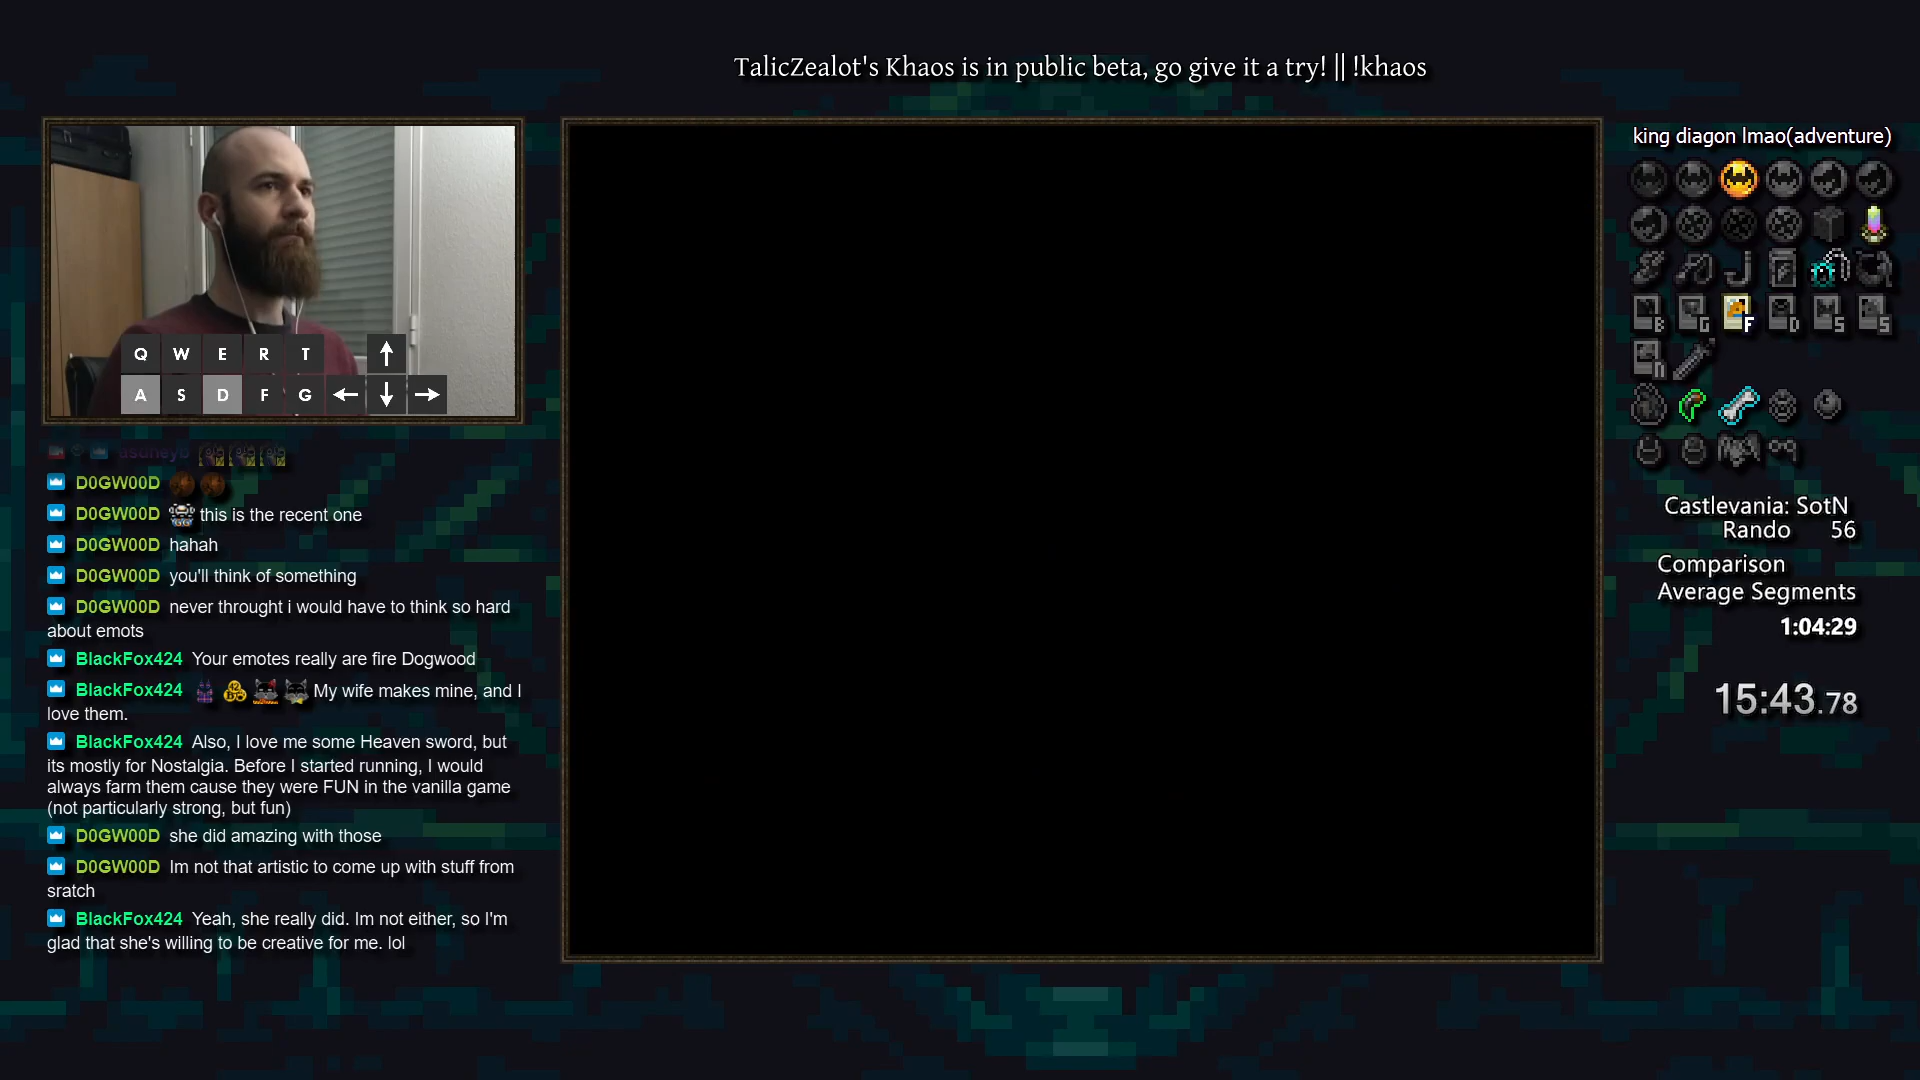 TalicZealot's Khaos is in public beta, go give it a try! || !khaos
king diagon lmao(adventure)
Q W E R T ↑
A S D F G ← ↓ →
B G F D S S
D0GW00D
D0GW00D this is the recent one
D0GW00D hahah
D0GW00D you'll think of something
D0GW00D never throught i would have to think so hard
about emots
BlackFox424 Your emotes really are fire Dogwood
BlackFox424 My wife makes mine, and I
love them.
BlackFox424 Also, I love me some Heaven sword, but
its mostly for Nostalgia. Before I started running, I would
always farm them cause they were FUN in the vanilla game
(not particularly strong, but fun)
D0GW00D she did amazing with those
D0GW00D Im not that artistic to come up with stuff from
sratch
BlackFox424 Yeah, she really did. Im not either, so I'm
glad that she's willing to be creative for me. lol
Castlevania: SotN
Rando 56
Comparison
Average Segments
1:04:29
15:43.78